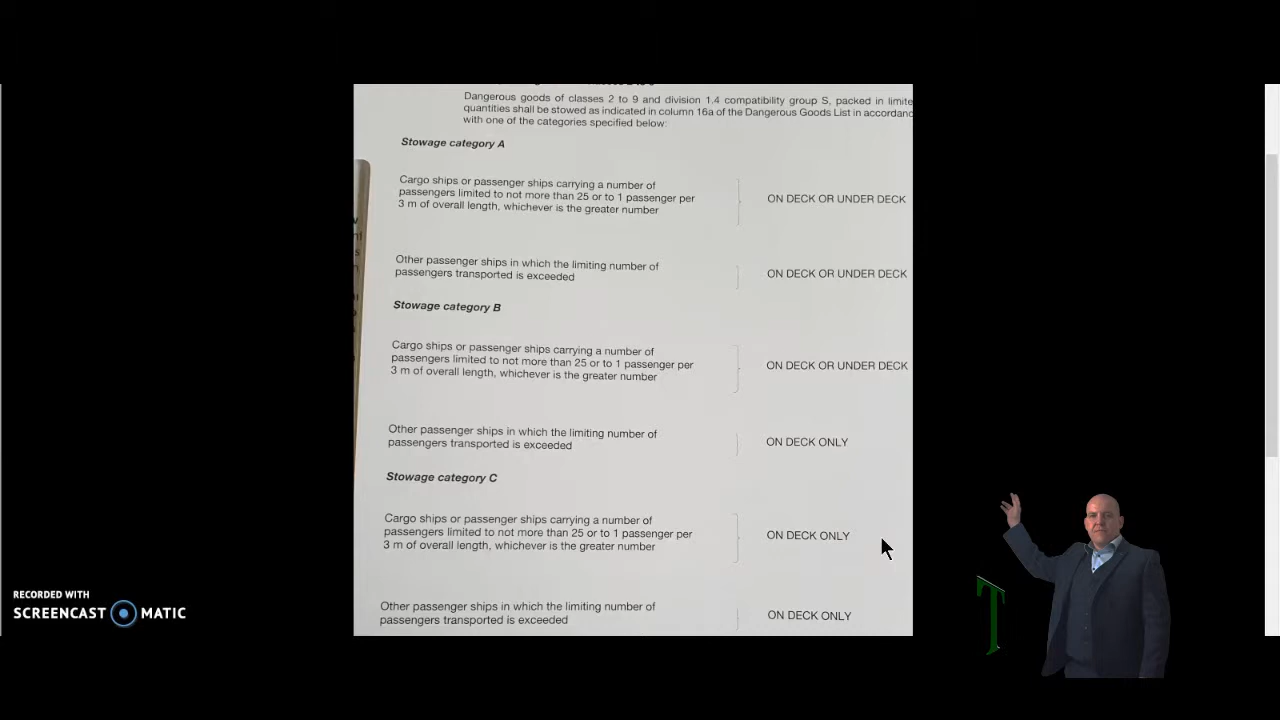 Dangerous goods of classes 2 to 9 and division 1.4 compatibility group S, packed in limite
quantities shall be stowed as indicated in column 16a of the Dangerous Goods List in accordanc
with one of the categories specified below:
Stowage category A
Cargo ships or passenger ships carrying a number of
passengers limited to not more than 25 or to 1 passenger per
3 m of overall length, whichever is the greater number
ON DECK OR UNDER DECK
Other passenger ships in which the limiting number of
passengers transported is exceeded
ON DECK OR UNDER DECK
Stowage category B
Cargo ships or passenger ships carrying a number of
passengers limited to not more than 25 or to 1 passenger per
3 m of overall length, whichever is the greater number
ON DECK OR UNDER DECK
Other passenger ships in which the limiting number of
passengers transported is exceeded
ON DECK ONLY
Stowage category C
Cargo ships or passenger ships carrying a number of
passengers limited to not more than 25 or to 1 passenger per
3 m of overall length, whichever is the greater number
ON DECK ONLY
Other passenger ships in which the limiting number of
passengers transported is exceeded
ON DECK ONLY
RECORDED WITH
SCREENCAST MATIC
T